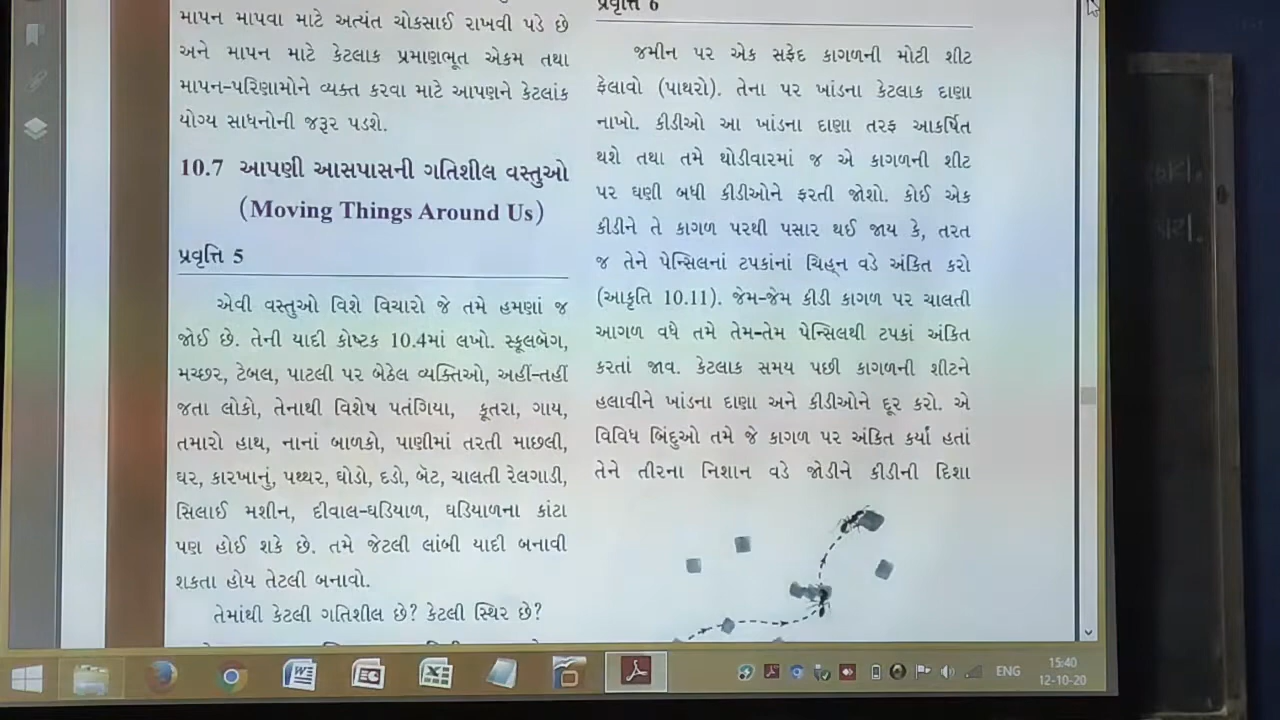 માપન માપવા માટે અત્યંત ચોકસાઈ રાખવી પડે છે
અને માપન માટે કેટલાક પ્રમાણભૂત એકમ તથા
માપન-પરિણામોને વ્યક્ત કરવા માટે આપણને કેટલાંક
યોગ્ય સાધનોની જરૂર પડશે.
10.7 આપણી આસપાસની ગતિશીલ વસ્તુઓ
(Moving Things Around Us)
પ્રવૃત્તિ 5
એવી વસ્તુઓ વિશે વિચારો જે તમે હમણાં જ
જોઈ છે. તેની યાદી કોષ્ટક 10.4માં લખો. સ્કૂલબૅગ,
મચ્છર, ટેબલ, પાટલી પર બેઠેલ વ્યક્તિઓ, અહીં-તહીં
જતા લોકો, તેનાથી વિશેષ પતંગિયા, કૂતરા, ગાય,
તમારો હાથ, નાનાં બાળકો, પાણીમાં તરતી માછલી,
ઘર, કારખાનું, પથ્થર, ઘોડો, દડો, બૅટ, ચાલતી રેલગાડી,
સિલાઈ મશીન, દીવાલ-ઘડિયાળ, ઘડિયાળના કાંટા
પણ હોઈ શકે છે. તમે જેટલી લાંબી યાદી બનાવી
શકતા હોય તેટલી બનાવો.
તેમાંથી કેટલી ગતિશીલ છે? કેટલી સ્થિર છે?
પ્રવૃત્તિ 6
જમીન પર એક સફેદ કાગળની મોટી શીટ
ફેલાવો (પાથરો). તેના પર ખાંડના કેટલાક દાણા
નાખો. કીડીઓ આ ખાંડના દાણા તરફ આકર્ષિત
થશે તથા તમે થોડીવારમાં જ એ કાગળની શીટ
પર ઘણી બધી કીડીઓને ફરતી જોશો. કોઈ એક
કીડીને તે કાગળ પરથી પસાર થઈ જાય કે, તરત
જ તેને પેન્સિલનાં ટપકાંનાં ચિહ્ન વડે અંકિત કરો
(આકૃતિ 10.11). જેમ-જેમ કીડી કાગળ પર ચાલતી
આગળ વધે તમે તેમ-તેમ પેન્સિલથી ટપકાં અંકિત
કરતાં જાવ. કેટલાક સમય પછી કાગળની શીટને
હલાવીને ખાંડના દાણા અને કીડીઓને દૂર કરો. એ
વિવિધ બિંદુઓ તમે જે કાગળ પર અંકિત કર્યાં હતાં
તેને તીરના નિશાન વડે જોડીને કીડીની દિશા
ENG
15:40
12-10-20